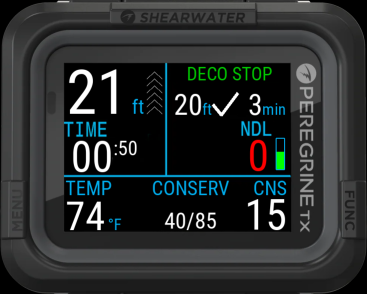 SHEARWATER
DECO STOP
21 ft
20ft 3min
TIME
NDL
00:50
0
TEMP CONSERV CNS
74 °F 40/85 15
PEREGRINE TX
MENU
FUNC